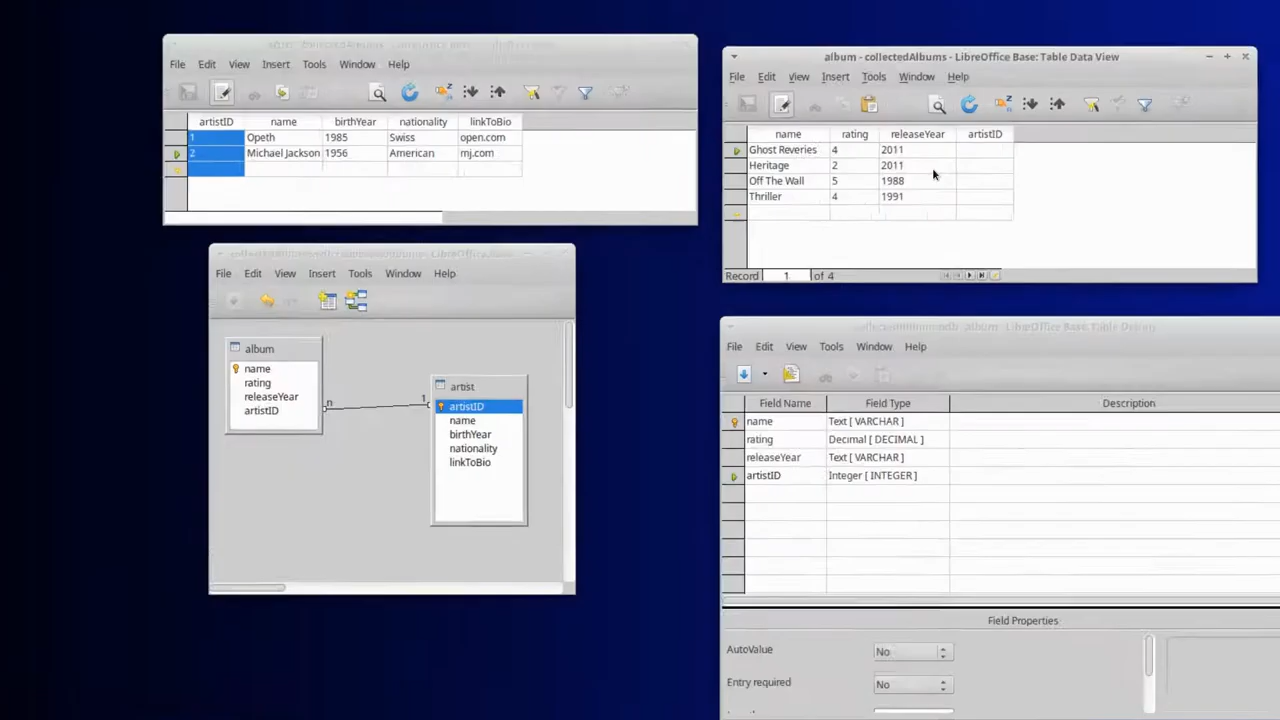 File Edit View Insert Tools Window Help
artistID name birthYear nationality linkToBio
1 Opeth 1985 Swiss open.com
2 Michael Jackson 1956 American mj.com
album - collectedAlbums - LibreOffice Base: Table Data View
File Edit View Insert Tools Window Help
name rating releaseYear artistID
Ghost Reveries 4 2011
Heritage 2 2011
Off The Wall 5 1988
Thriller 4 1991
Record 1 of 4
File Edit View Insert Tools Window Help
album
name
rating
releaseYear
artistID
n 1
artist
artistID
name
birthYear
nationality
linkToBio
File Edit View Tools Window Help
Field Name Field Type Description
name Text [ VARCHAR ]
rating Decimal [ DECIMAL ]
releaseYear Text [ VARCHAR ]
artistID Integer [ INTEGER ]
Field Properties
AutoValue No
Entry required No